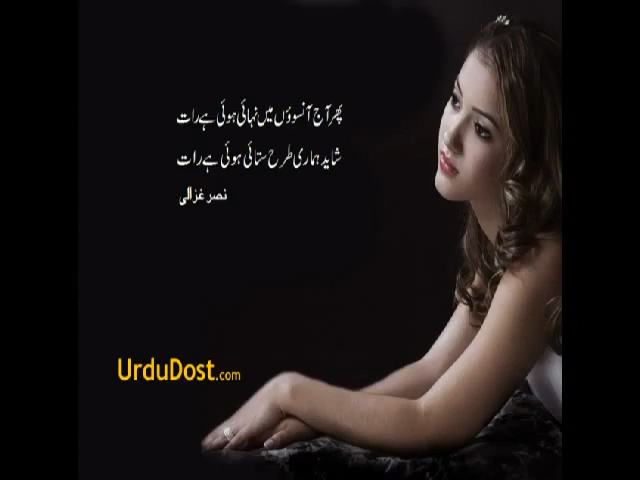 پھر آج آنسوؤں میں نہائی ہوئی ہے رات
شاید ہماری طرح ستائی ہوئی ہے رات
نصر غزالی
UrduDost.com